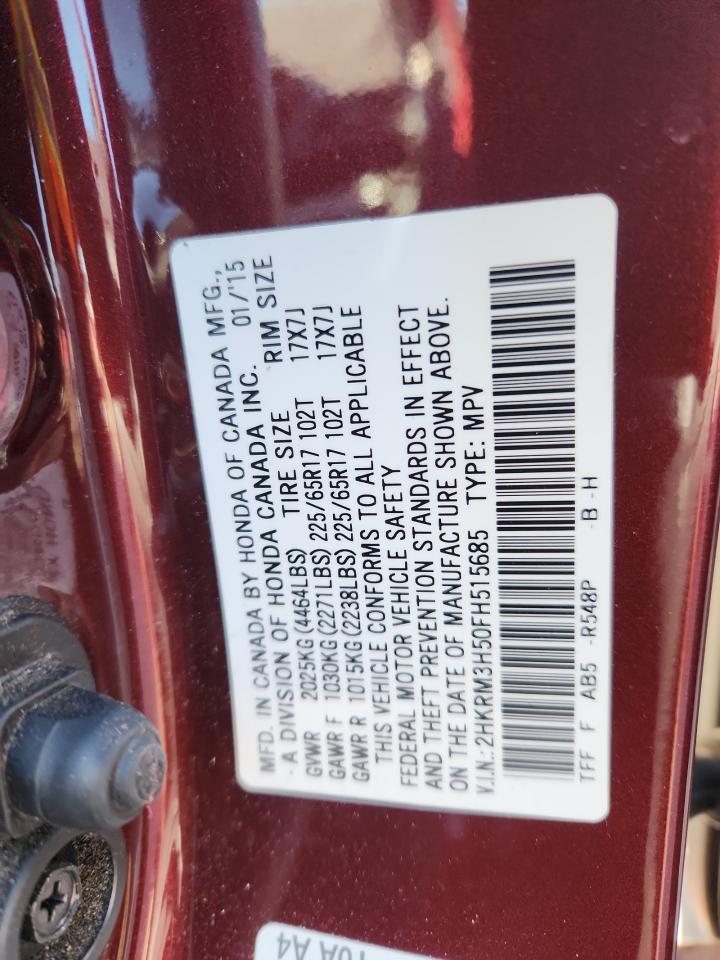 MFD. IN CANADA BY HONDA OF CANADA MFG.,
A DIVISION OF HONDA CANADA INC. 01/'15
GVWR 2025KG(4464LBS) TIRE SIZE RIM SIZE
GAWR F 1030KG(2271LBS) 225/65R17 102T 17X7J
GAWR R 1015KG(2238LBS) 225/65R17 102T 17X7J
THIS VEHICLE CONFORMS TO ALL APPLICABLE
FEDERAL MOTOR VEHICLE SAFETY
AND THEFT PREVENTION STANDARDS IN EFFECT
ON THE DATE OF MANUFACTURE SHOWN ABOVE.
V.I.N.:2HKRM3H50FH515685 TYPE: MPV
TFF F AB5 -R548P -B -H
A4